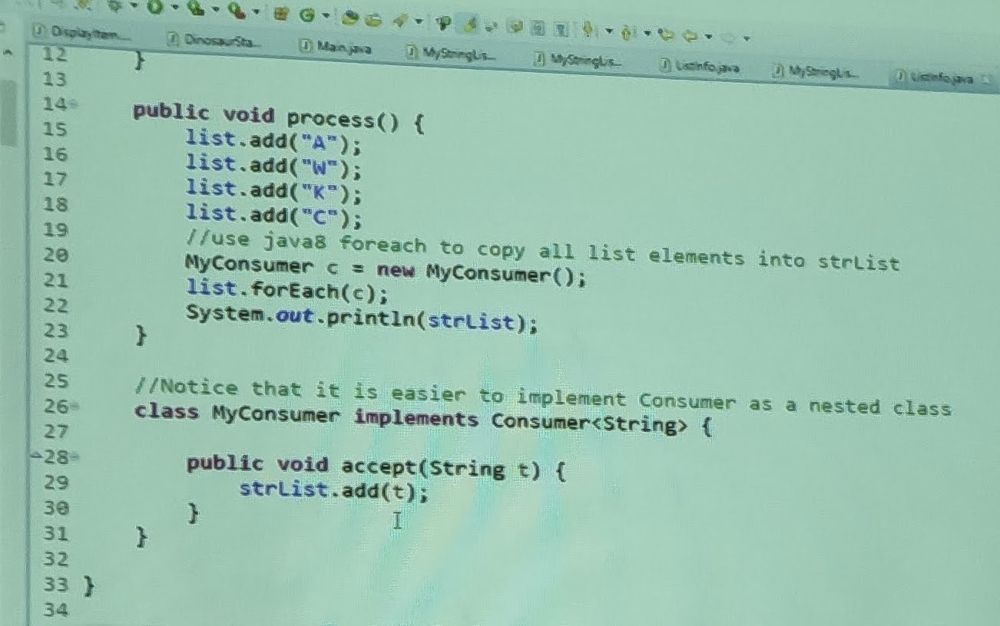 DisplayItem...
DinosaurSta...
Main.java
MyStringLis...
MyStringLis...
ListInfo.java
MyStringLis...
ListInfo.java
12 }
13
14 public void process() {
15 list.add("A");
16 list.add("W");
17 list.add("K");
18 list.add("C");
19 //use java8 foreach to copy all list elements into strList
20 MyConsumer c = new MyConsumer();
21 list.forEach(c);
22 System.out.println(strList);
23 }
24
25 //Notice that it is easier to implement Consumer as a nested class
26 class MyConsumer implements Consumer<String> {
27
28 public void accept(String t) {
29 strList.add(t);
30 }
31 }
32
33 }
34